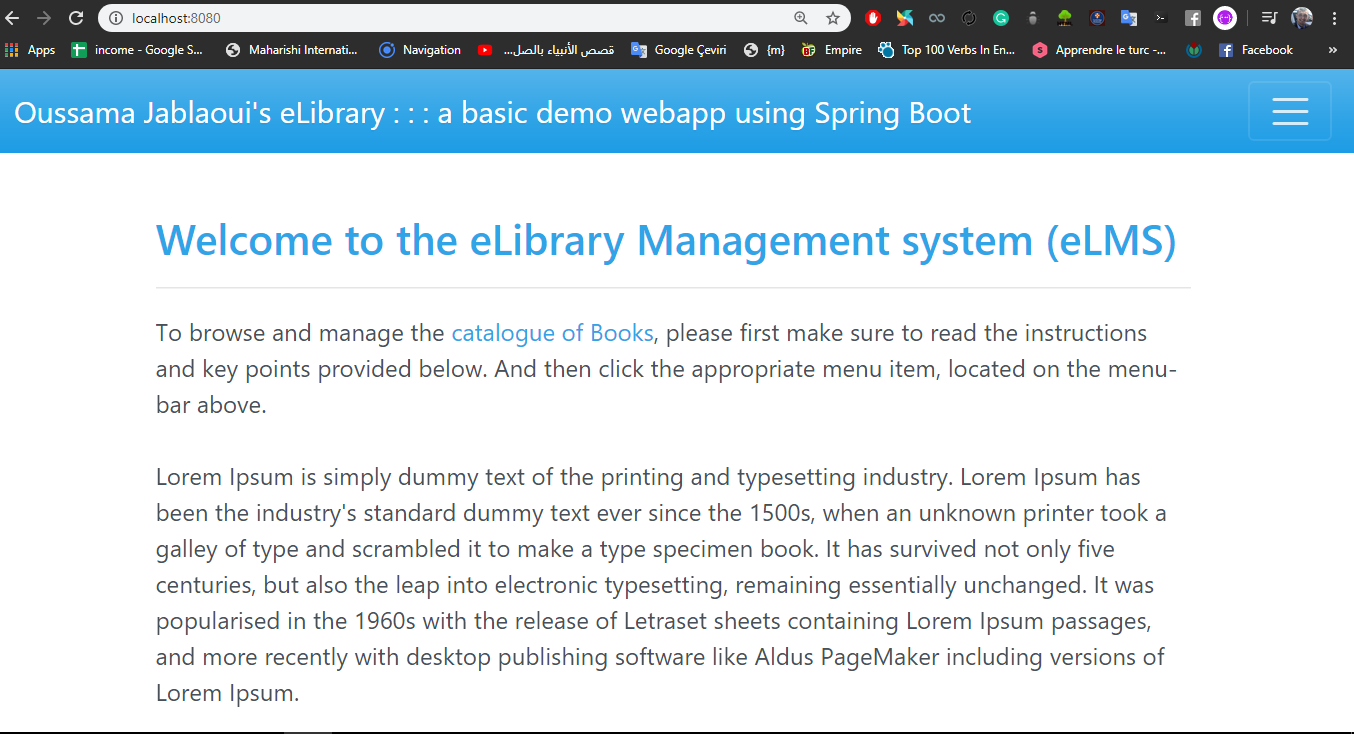 localhost:8080
Apps income - Google S... Maharishi Internati... Navigation قصص الأنبياء بالصل... Google Çeviri {m} Empire Top 100 Verbs In En... Apprendre le turc -... Facebook »
Oussama Jablaoui's eLibrary : : : a basic demo webapp using Spring Boot
Welcome to the eLibrary Management system (eLMS)
To browse and manage the catalogue of Books, please first make sure to read the instructions
and key points provided below. And then click the appropriate menu item, located on the menu-
bar above.
Lorem Ipsum is simply dummy text of the printing and typesetting industry. Lorem Ipsum has
been the industry's standard dummy text ever since the 1500s, when an unknown printer took a
galley of type and scrambled it to make a type specimen book. It has survived not only five
centuries, but also the leap into electronic typesetting, remaining essentially unchanged. It was
popularised in the 1960s with the release of Letraset sheets containing Lorem Ipsum passages,
and more recently with desktop publishing software like Aldus PageMaker including versions of
Lorem Ipsum.